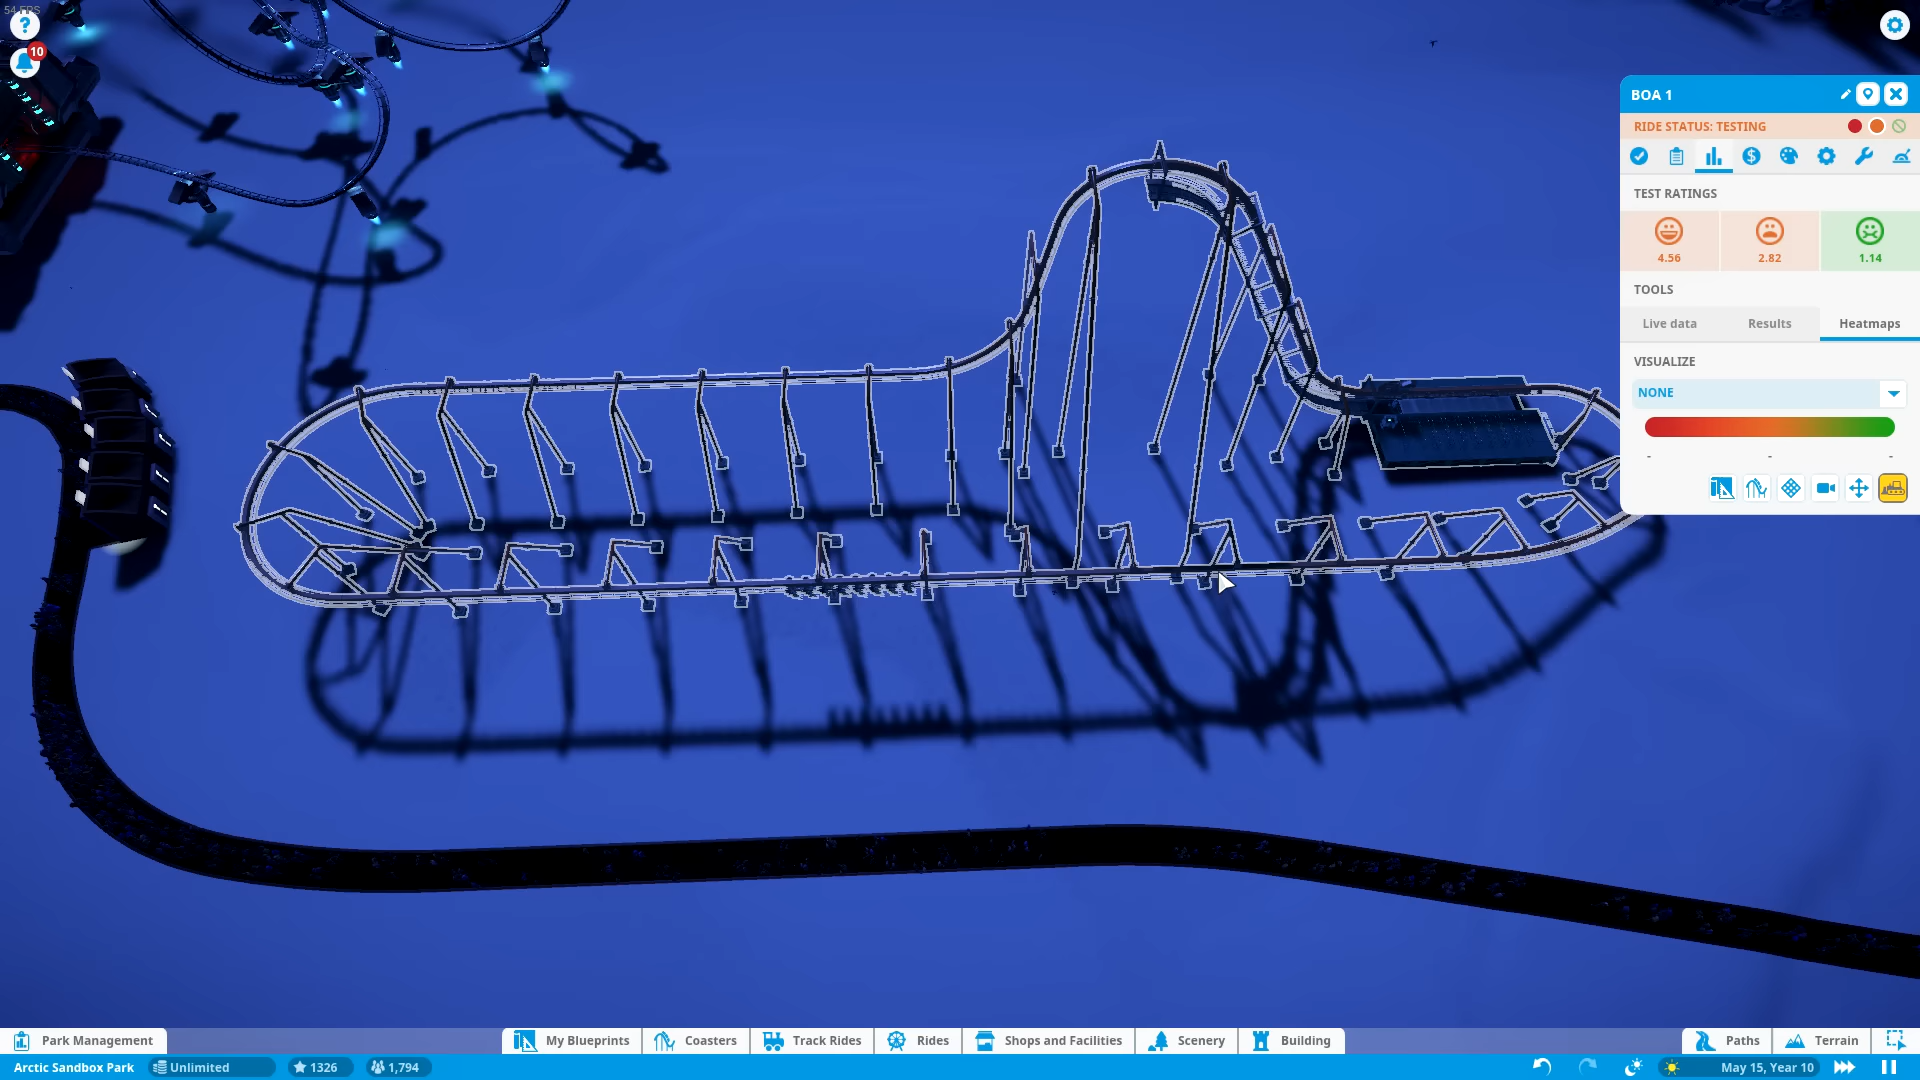 54 FPS
10
BOA 1
RIDE STATUS: TESTING
TEST RATINGS
4.56 2.82 1.14
TOOLS
Live data Results Heatmaps
VISUALIZE
NONE
- - -
Park Management My Blueprints Coasters Track Rides Rides Shops and Facilities Scenery Building Paths Terrain
Arctic Sandbox Park Unlimited 1326 1,794 May 15, Year 10